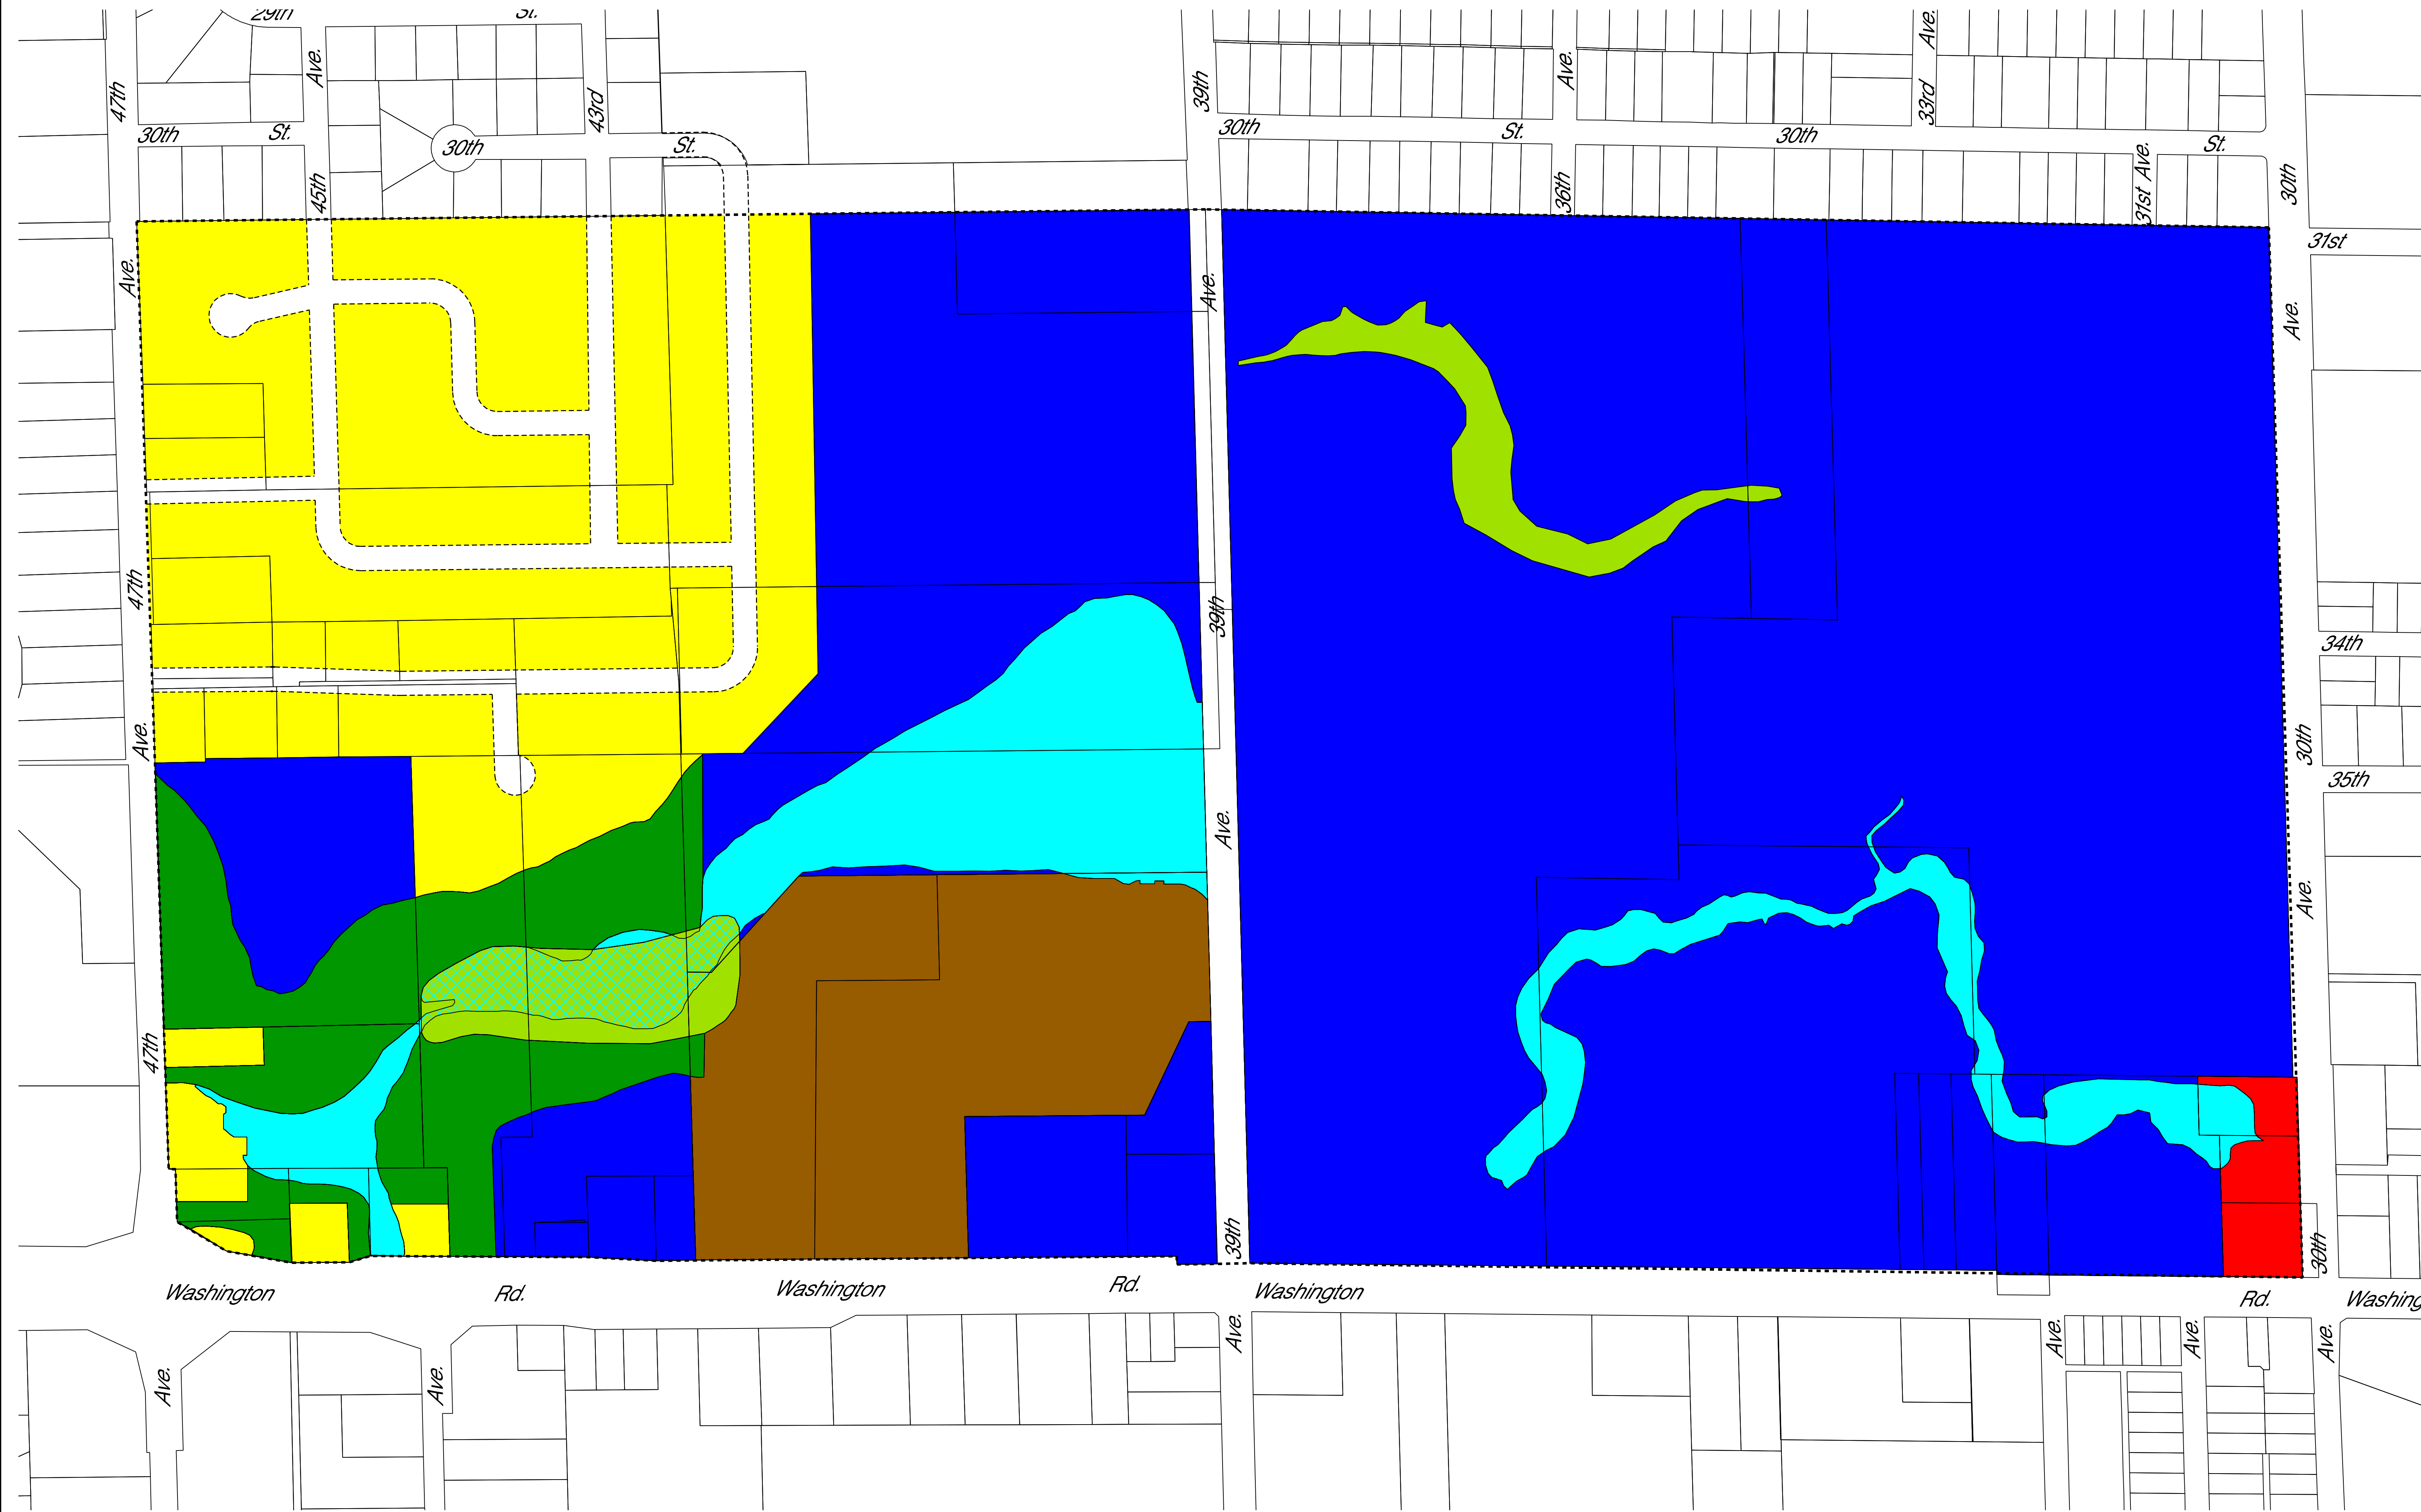 29th St.
47th Ave. 43rd 39th Ave. 33rd Ave.
30th St. 30th St. 30th St. 30th St.
45th 36th 31st Ave. 30th
31st
Ave. Ave. Ave.
47th 39th 34th
Ave. 30th
35th
Ave. Ave.
47th
39th 30th
Washington Rd. Washington Rd. Washington Rd. Washing
Ave. Ave. Ave. Ave. Ave. Ave.